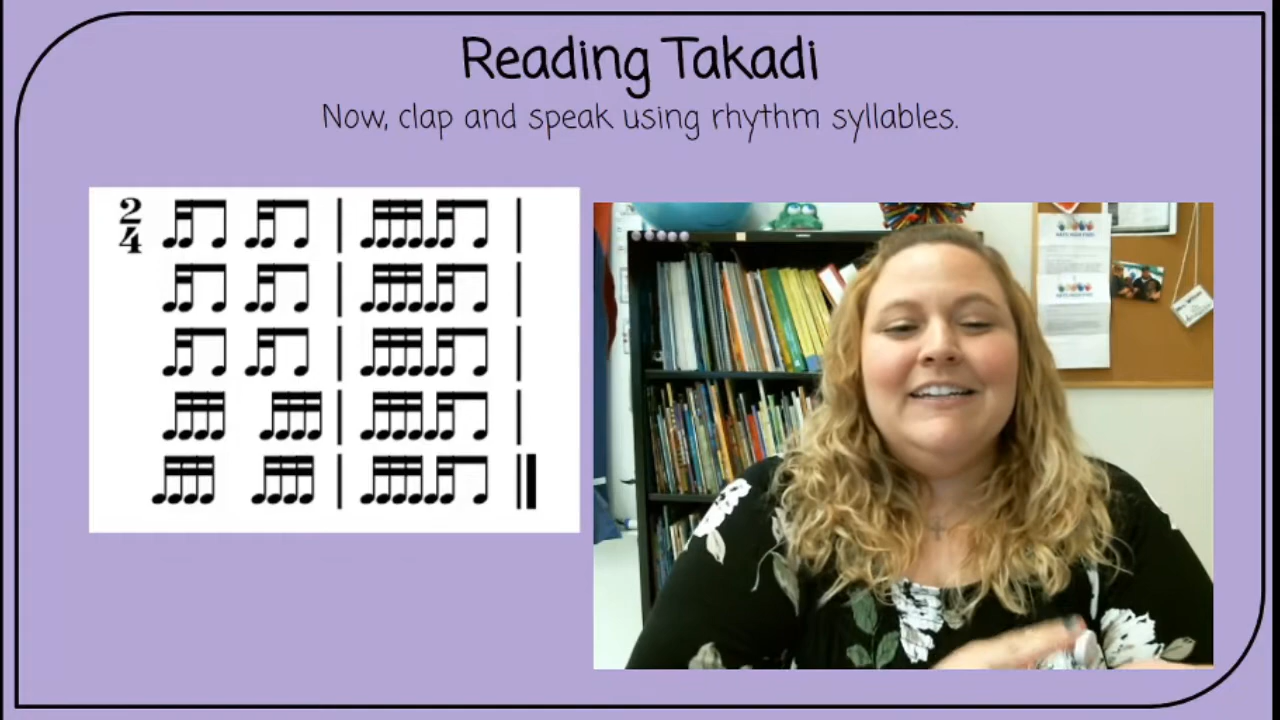 Reading Takadi
Now, clap and speak using rhythm syllables.
2
4